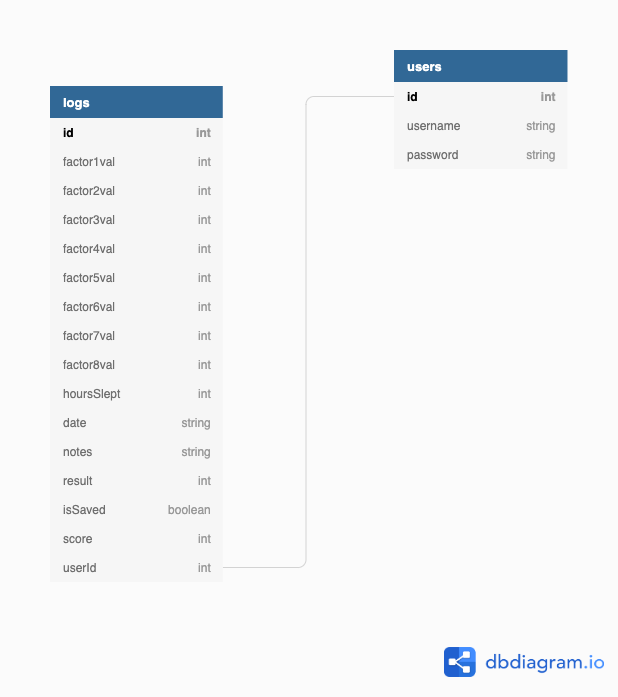 logs
id int
factor1val int
factor2val int
factor3val int
factor4val int
factor5val int
factor6val int
factor7val int
factor8val int
hoursSlept int
date string
notes string
result int
isSaved boolean
score int
userId int
users
id int
username string
password string
dbdiagram.io